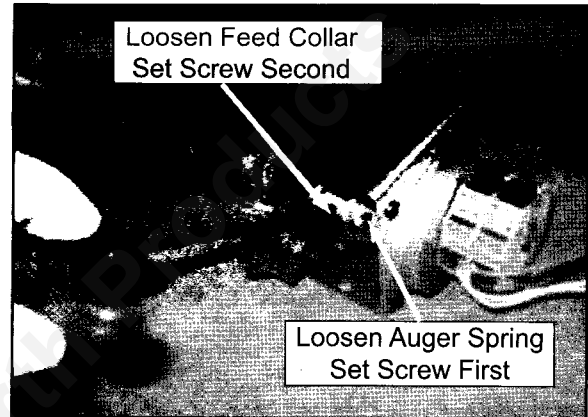 Loosen Feed Collar
Set Screw Second
Loosen Auger Spring
Set Screw First